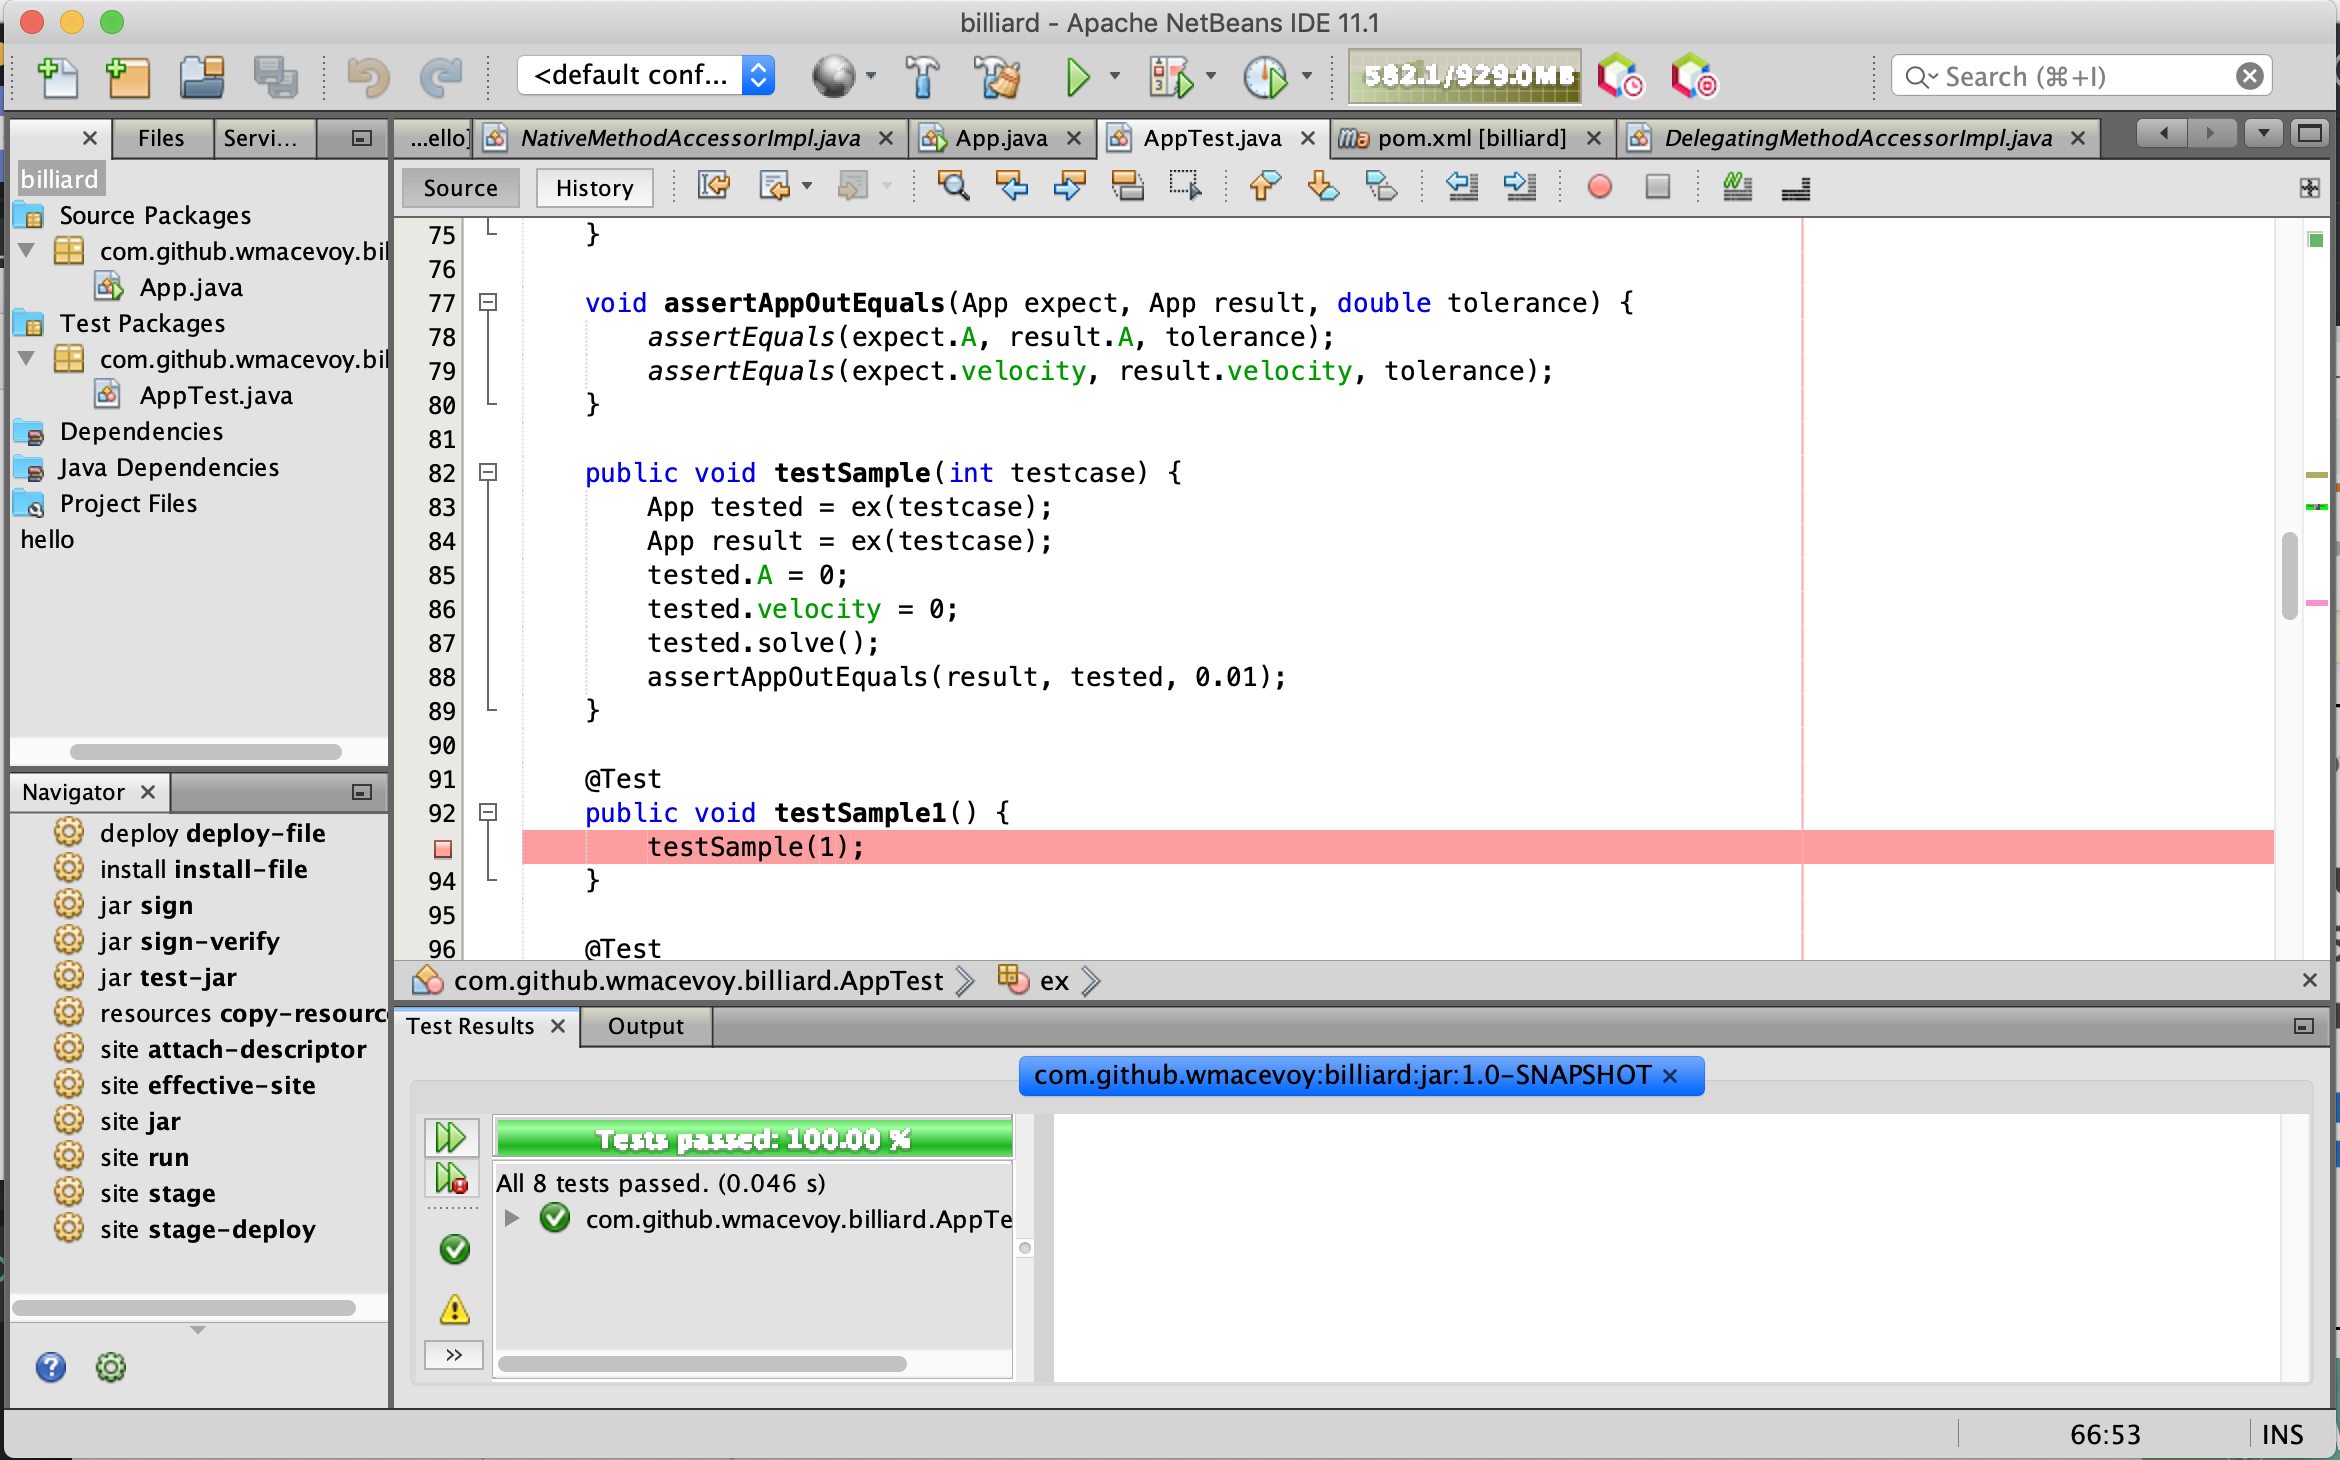 billiard - Apache NetBeans IDE 11.1
<default conf...
582.1/929.0MB
Search (⌘+I)
Files
Servi...
...ello]
NativeMethodAccessorImpl.java
App.java
AppTest.java
pom.xml [billiard]
DelegatingMethodAccessorImpl.java
billiard
Source Packages
com.github.wmacevoy.bil
App.java
Test Packages
com.github.wmacevoy.bil
AppTest.java
Dependencies
Java Dependencies
Project Files
hello
Source
History
75 }
76
77 void assertAppOutEquals(App expect, App result, double tolerance) {
78 assertEquals(expect.A, result.A, tolerance);
79 assertEquals(expect.velocity, result.velocity, tolerance);
80 }
81
82 public void testSample(int testcase) {
83 App tested = ex(testcase);
84 App result = ex(testcase);
85 tested.A = 0;
86 tested.velocity = 0;
87 tested.solve();
88 assertAppOutEquals(result, tested, 0.01);
89 }
90
91 @Test
92 public void testSample1() {
testSample(1);
94 }
95
96 @Test
com.github.wmacevoy.billiard.AppTest
ex
Navigator
deploy deploy-file
install install-file
jar sign
jar sign-verify
jar test-jar
resources copy-resourc
site attach-descriptor
site effective-site
site jar
site run
site stage
site stage-deploy
Test Results
Output
com.github.wmacevoy:billiard:jar:1.0-SNAPSHOT
Tests passed: 100.00 %
All 8 tests passed. (0.046 s)
com.github.wmacevoy.billiard.AppTe
66:53
INS